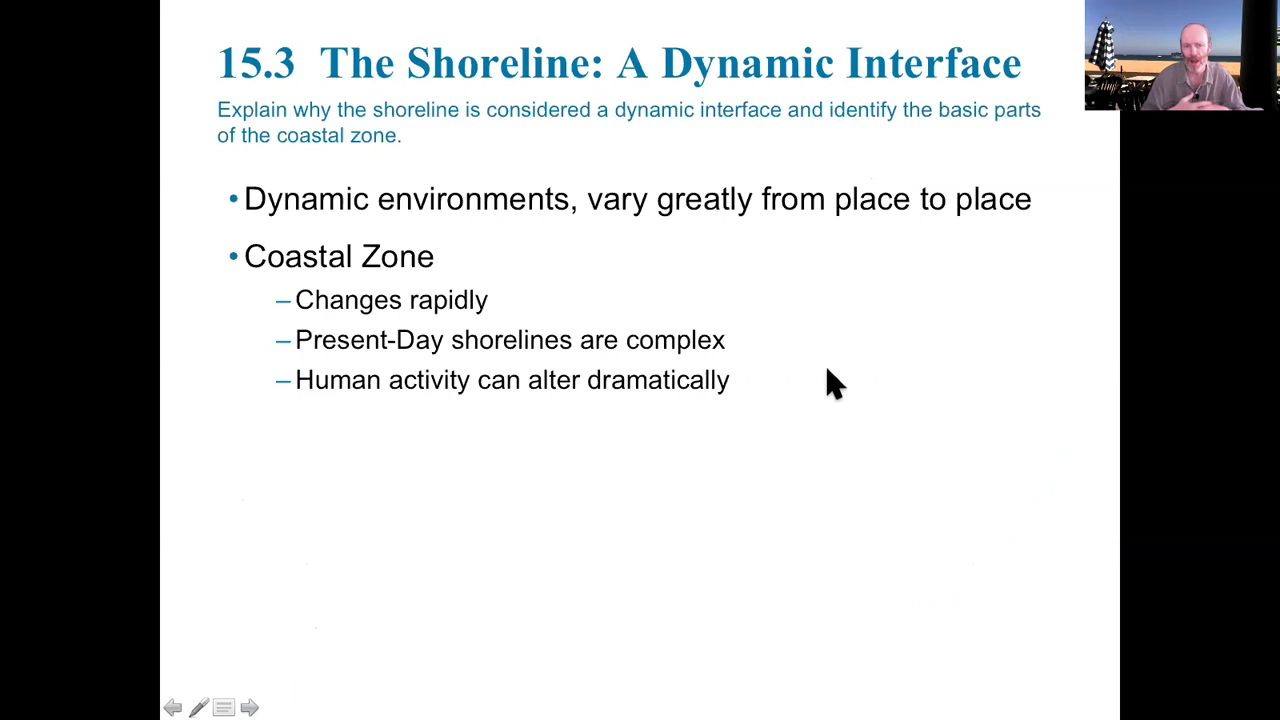 15.3 The Shoreline: A Dynamic Interface
Explain why the shoreline is considered a dynamic interface and identify the basic parts
of the coastal zone.
•Dynamic environments, vary greatly from place to place
•Coastal Zone
–Changes rapidly
–Present-Day shorelines are complex
–Human activity can alter dramatically